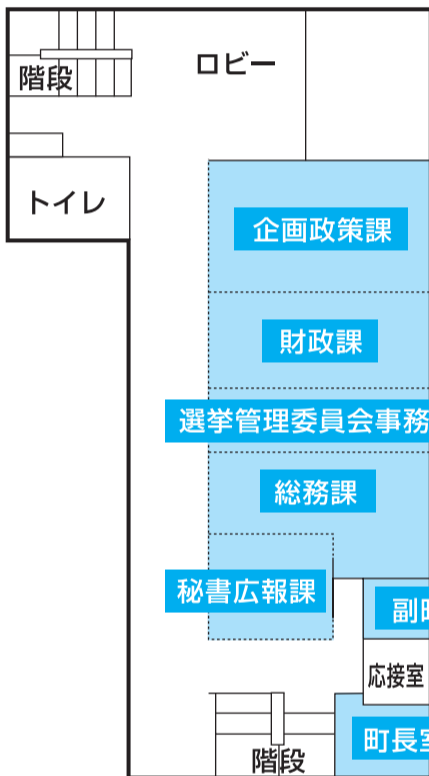 ロビー
階段
トイレ
企画政策課
財政課
選挙管理委員会事務
総務課
秘書広報課
副
応接室
町長室
階段